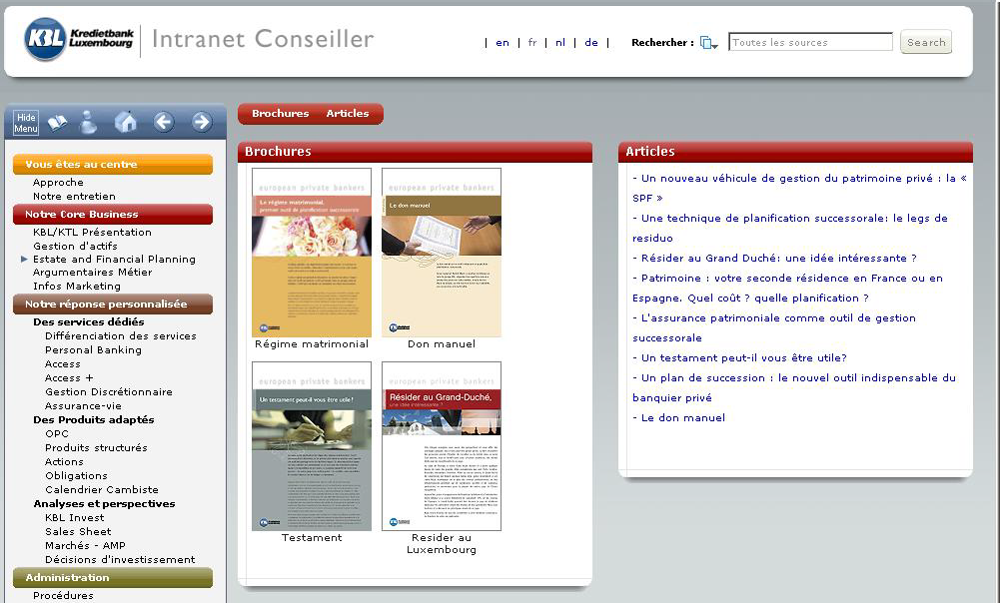 KBL Kredietbank
Luxembourg
Intranet Conseiller
| en | fr | nl | de |
Rechercher :
Toutes les sources
Search
Hide
Menu
Vous êtes au centre
Approche
Notre entretien
Notre Core Business
KBL/KTL Présentation
Gestion d'actifs
Estate and Financial Planning
Argumentaires Métier
Infos Marketing
Notre réponse personnalisée
Des services dédiés
Différenciation des services
Personal Banking
Access
Access +
Gestion Discrétionnaire
Assurance-vie
Des Produits adaptés
OPC
Produits structurés
Actions
Obligations
Calendrier Cambiste
Analyses et perspectives
KBL Invest
Sales Sheet
Marchés - AMP
Décisions d'investissement
Administration
Procédures
Brochures Articles
Brochures
european private bankers
Le régime matrimonial,
premier outil de planification successorale
Régime matrimonial
european private bankers
Le don manuel
Don manuel
european private bankers
Un testament peut-il vous être utile ?
Testament
european private bankers
Résider au Grand-Duché,
une idée intéressante ?
Resider au
Luxembourg
Articles
- Un nouveau véhicule de gestion du patrimoine privé : la «
SPF »
- Une technique de planification successorale: le legs de
residuo
- Résider au Grand Duché: une idée intéressante ?
- Patrimoine : votre seconde résidence en France ou en
Espagne. Quel coût ? quelle planification ?
- L'assurance patrimoniale comme outil de gestion
successorale
- Un testament peut-il vous être utile?
- Un plan de succession : le nouvel outil indispensable du
banquier privé
- Le don manuel